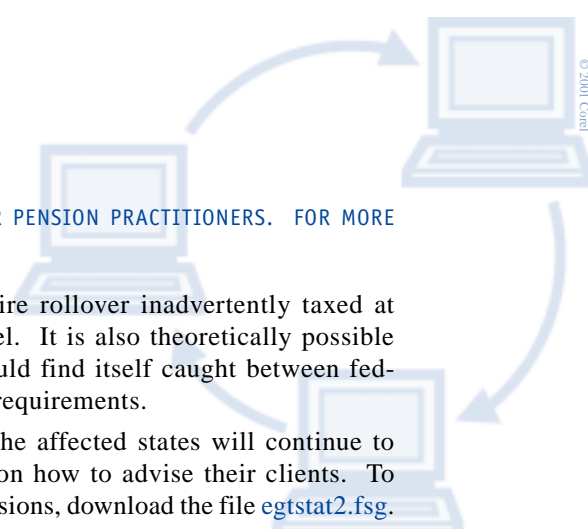 © 2001 Corel
R PENSION PRACTITIONERS. FOR MORE
ire rollover inadvertently taxed at
el. It is also theoretically possible
uld find itself caught between fed-
requirements.
he affected states will continue to
on how to advise their clients. To
sions, download the file egtstat2.fsg.